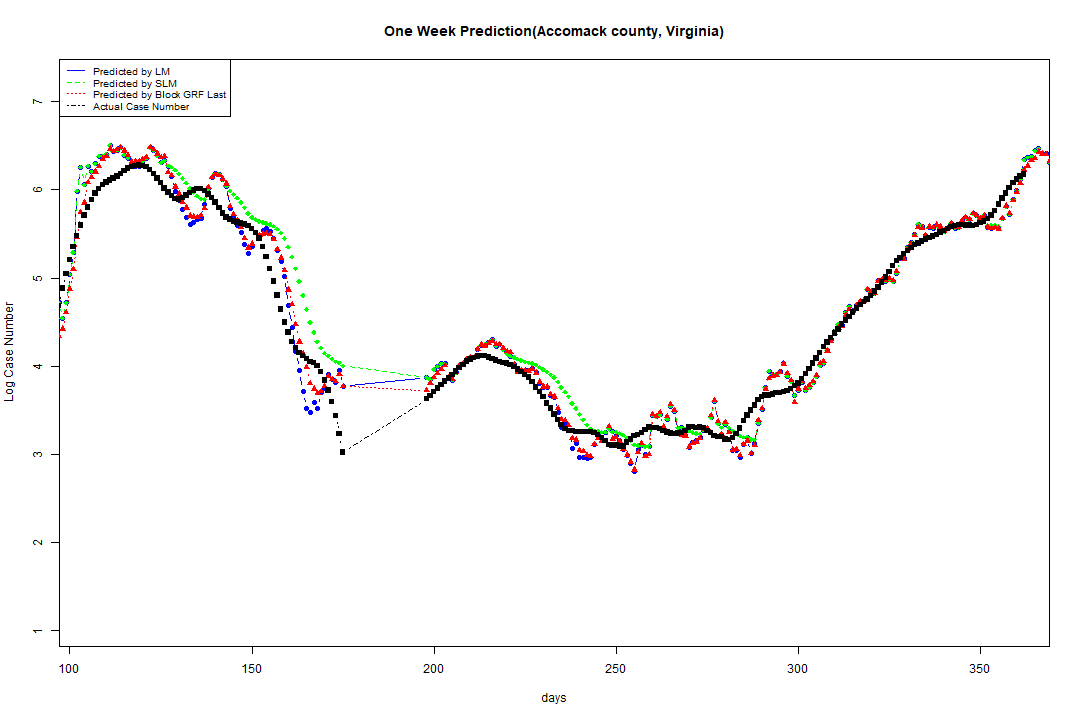 One Week Prediction(Accomack county, Virginia)
Predicted by LM
Predicted by SLM
Predicted by Block GRF Last
Actual Case Number
7
6
5
4
3
2
1
Log Case Number
100 150 200 250 300 350
days